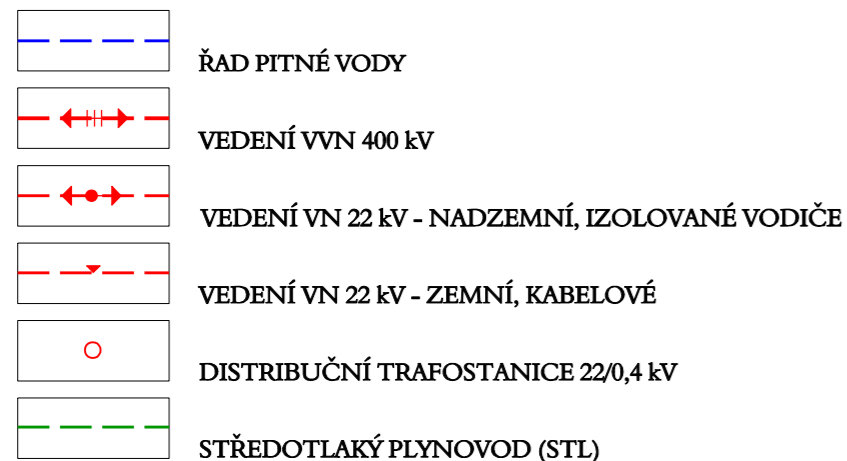 ŘAD PITNÉ VODY
VEDENÍ VVN 400 kV
VEDENÍ VN 22 kV - NADZEMNÍ, IZOLOVANÉ VODIČE
VEDENÍ VN 22 kV - ZEMNÍ, KABELOVÉ
DISTRIBUČNÍ TRAFOSTANICE 22/0,4 kV
STŘEDOTLAKÝ PLYNOVOD (STL)